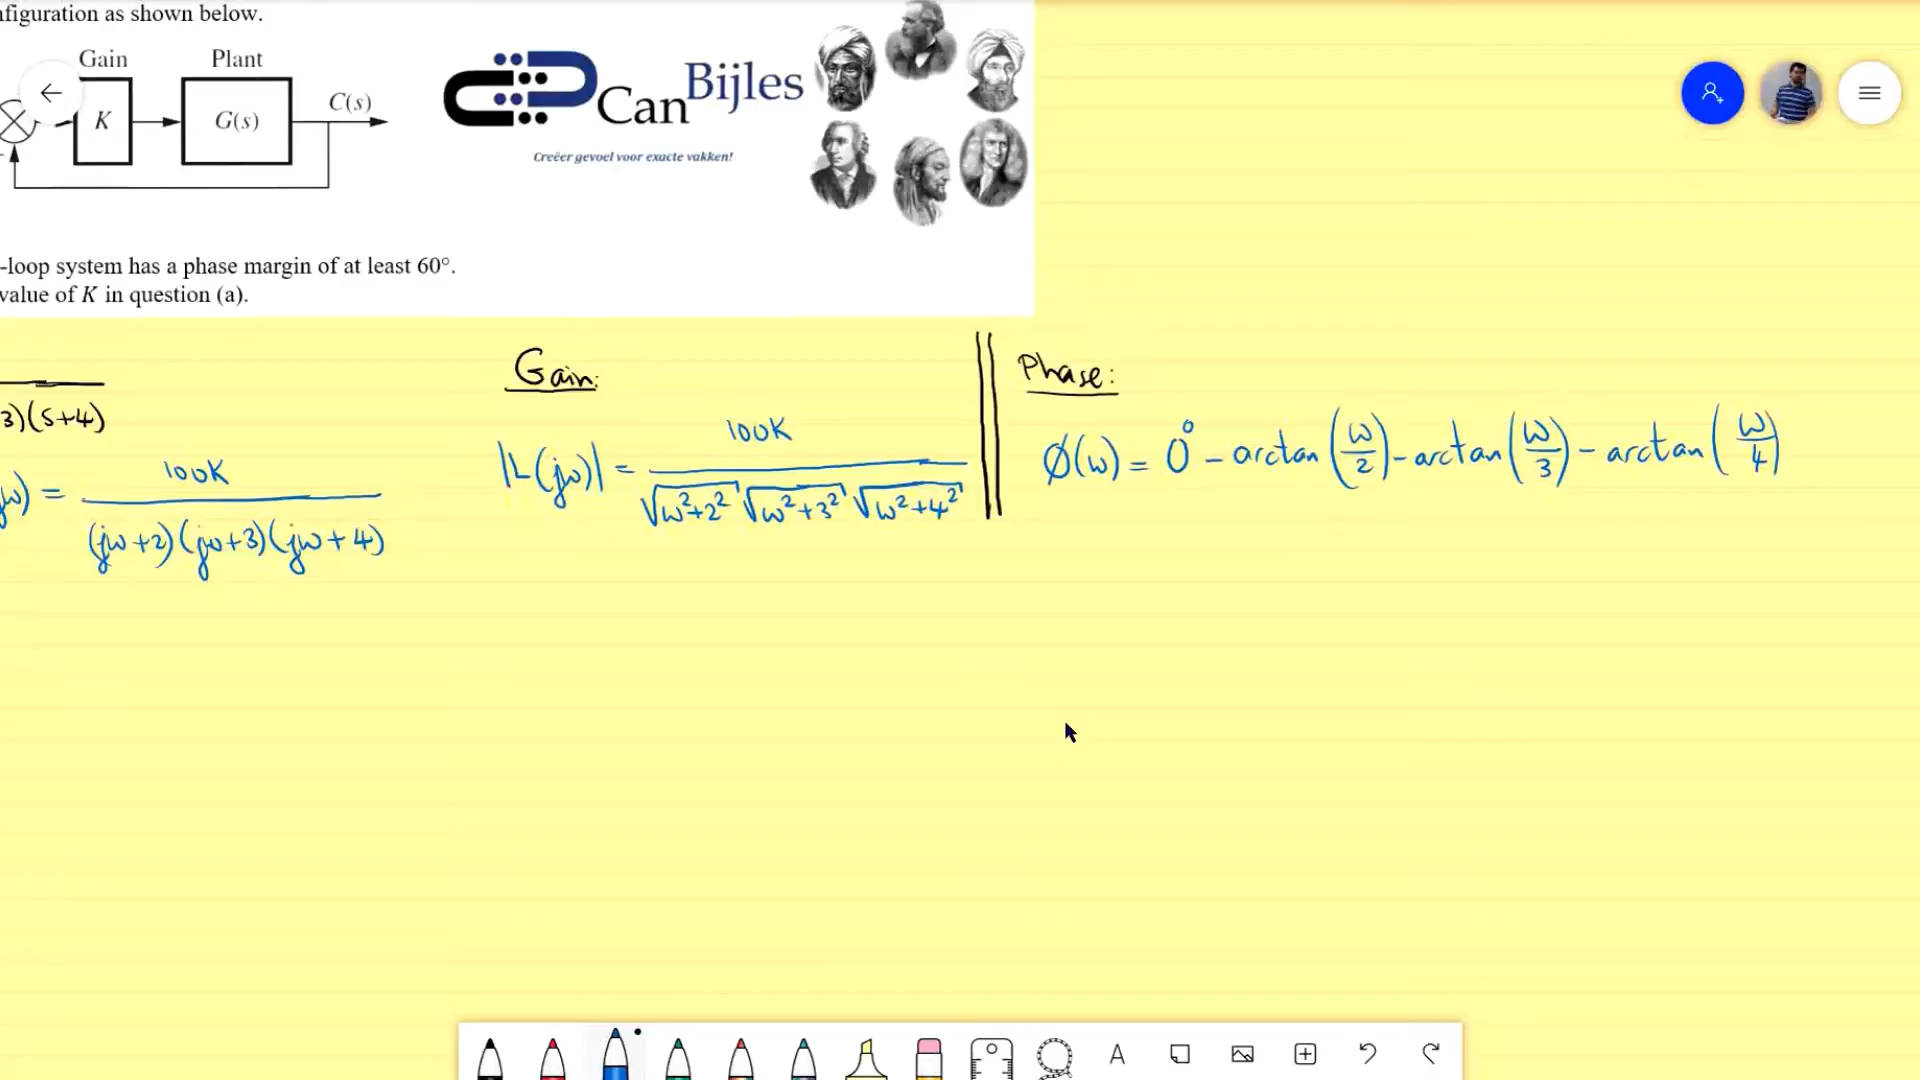 nfiguration as shown below.
Gain Plant
K G(s) C(s)
Can Bijles
Creëer gevoel voor exacte vakken!
-loop system has a phase margin of at least 60°.
value of K in question (a).
Gain: Phase:
3)(s+4)
jω) = 100K / (jω+2)(jω+3)(jω+4)
|L(jω)| = 100K / √ω²+2² √ω²+3² √ω²+4²
Ø(ω) = 0° - arctan(ω/2) - arctan(ω/3) - arctan(ω/4)
A